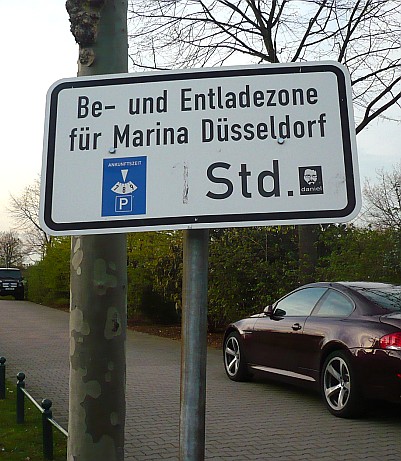 Be- und Entladezone
für Marina Düsseldorf
ANKUNFTSZEIT
P
Std.
daniel